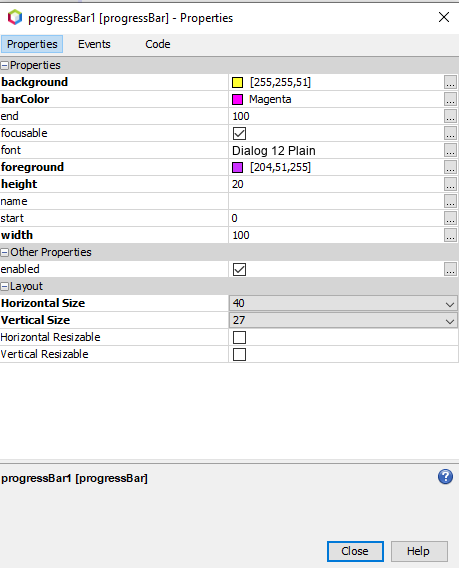 progressBar1 [progressBar] - Properties
Properties Events Code
Properties
background [255,255,51] ...
barColor Magenta ...
end 100 ...
focusable ...
font Dialog 12 Plain ...
foreground [204,51,255] ...
height 20 ...
name ...
start 0 ...
width 100 ...
Other Properties
enabled ...
Layout
Horizontal Size 40
Vertical Size 27
Horizontal Resizable
Vertical Resizable
progressBar1 [progressBar]
?
Close Help